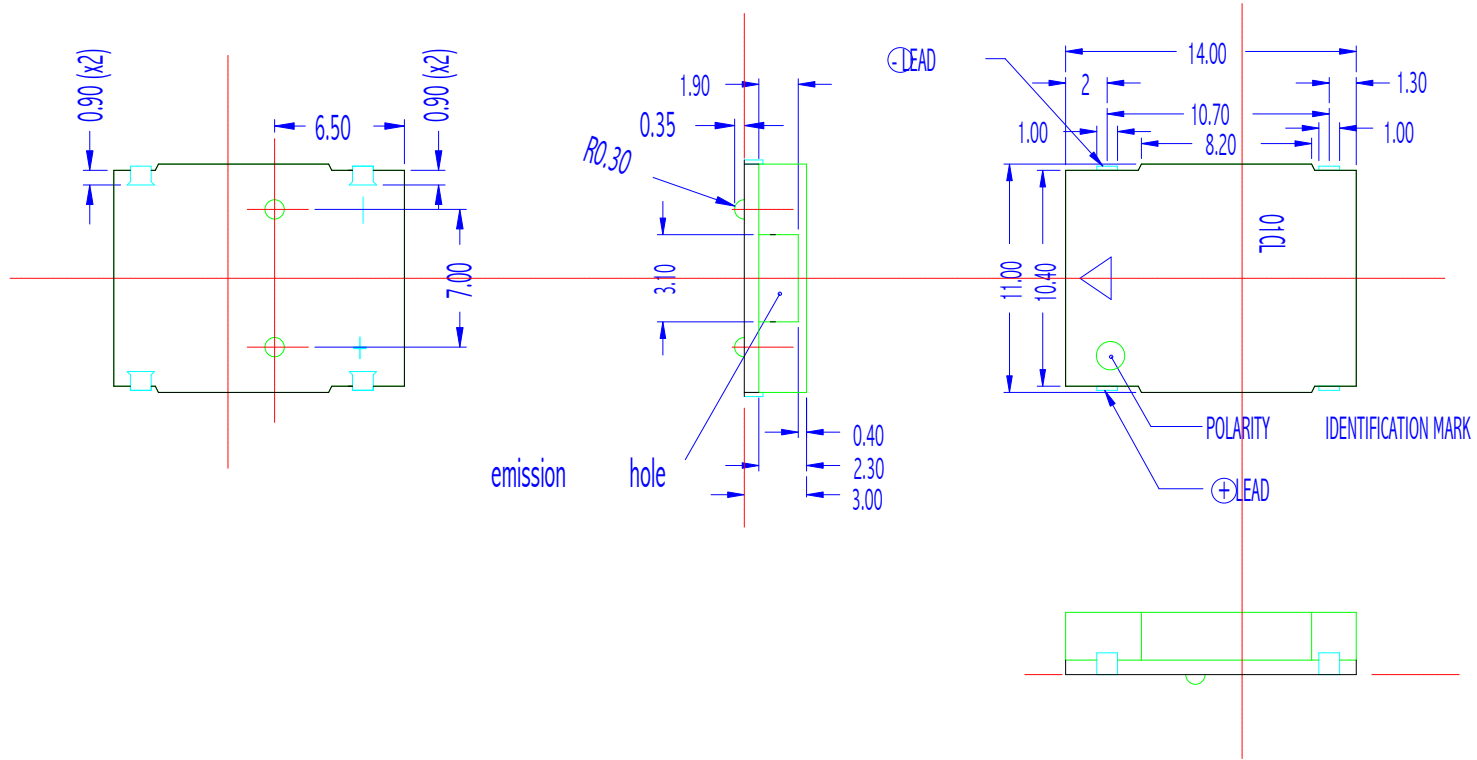 0.90 (x2)
0.90 (x2)
6.50
7.00
1.90
0.35
R0.30
3.10
emission hole
0.40
2.30
3.00
⊖LEAD
14.00
2
1.30
10.70
1.00
8.20
1.00
11.00
10.40
01CL
POLARITY IDENTIFICATION MARK
⊕LEAD